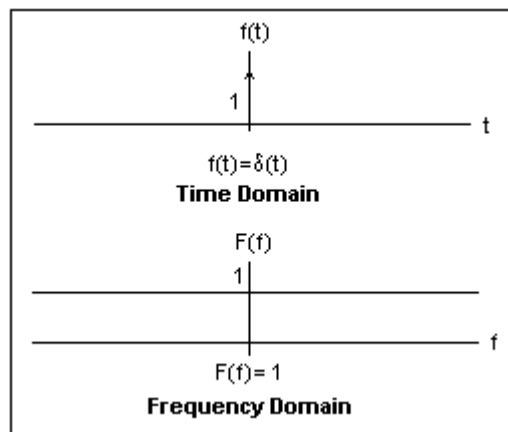 f(t)
1
t
f(t)=δ(t)
Time Domain
F(f)
1
f
F(f)= 1
Frequency Domain